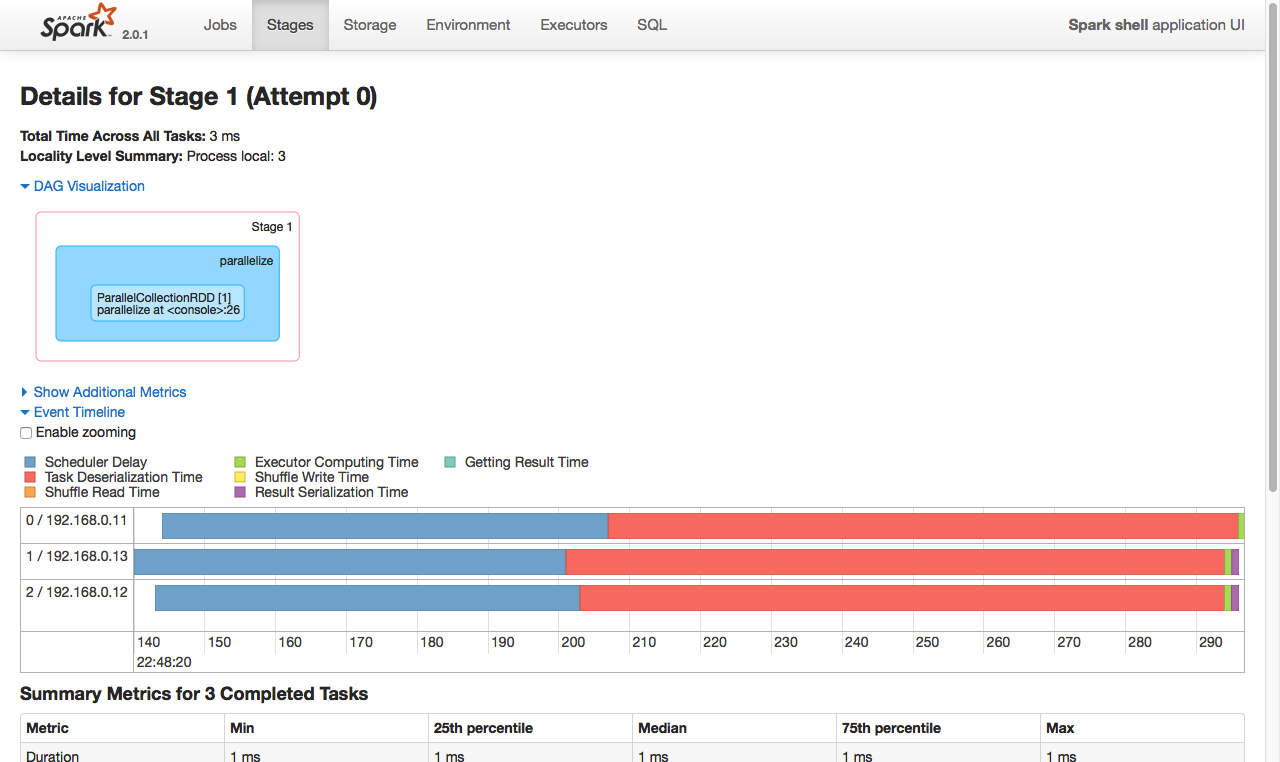 APACHE
Spark 2.0.1 Jobs Stages Storage Environment Executors SQL Spark shell application UI
Details for Stage 1 (Attempt 0)
Total Time Across All Tasks: 3 ms
Locality Level Summary: Process local: 3
DAG Visualization
Stage 1
parallelize
ParallelCollectionRDD [1]
parallelize at <console>:26
Show Additional Metrics
Event Timeline
Enable zooming
Scheduler Delay Executor Computing Time Getting Result Time
Task Deserialization Time Shuffle Write Time
Shuffle Read Time Result Serialization Time
0 / 192.168.0.11
1 / 192.168.0.13
2 / 192.168.0.12
140 150 160 170 180 190 200 210 220 230 240 250 260 270 280 290
22:48:20
Summary Metrics for 3 Completed Tasks
Metric Min 25th percentile Median 75th percentile Max
Duration 1 ms 1 ms 1 ms 1 ms 1 ms